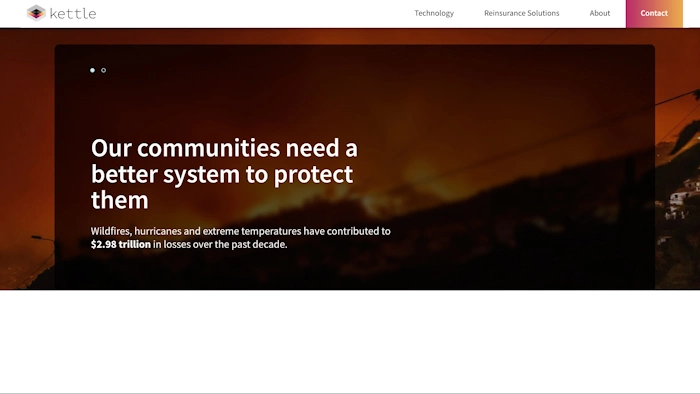 kettle
Technology
Reinsurance Solutions
About
Contact
Our communities need a
better system to protect
them
Wildfires, hurricanes and extreme temperatures have contributed to
$2.98 trillion in losses over the past decade.